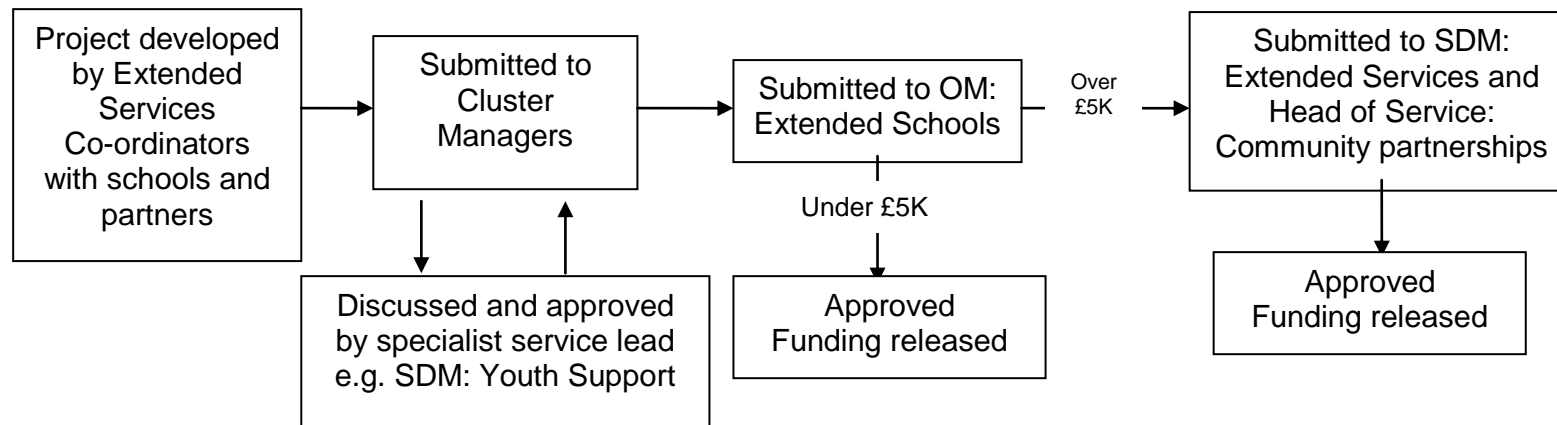 Project developed
by Extended
Services
Co-ordinators
with schools and
partners
Submitted to
Cluster
Managers
Discussed and approved
by specialist service lead
e.g. SDM: Youth Support
Submitted to OM:
Extended Schools
Under £5K
Approved
Funding released
Over
£5K
Submitted to SDM:
Extended Services and
Head of Service:
Community partnerships
Approved
Funding released